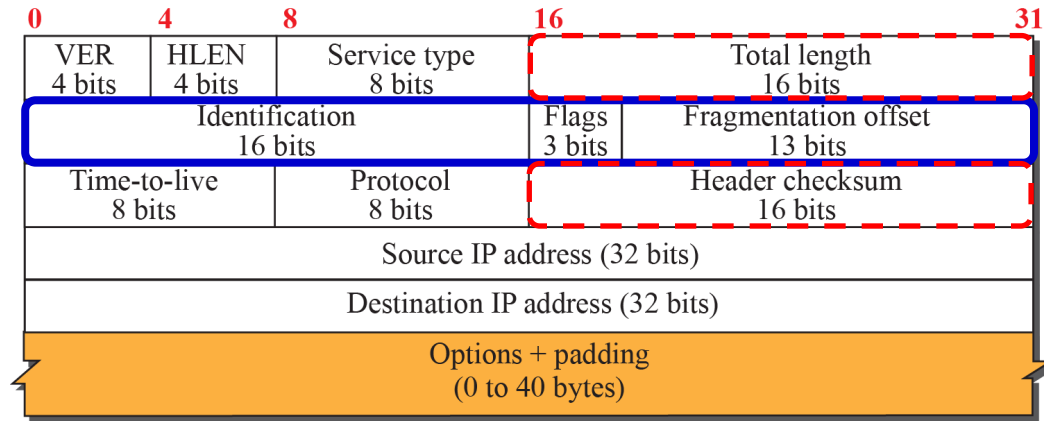 0 4 8 16 31
VER HLEN Service type Total length
4 bits 4 bits 8 bits 16 bits
Identification Flags Fragmentation offset
16 bits 3 bits 13 bits
Time-to-live Protocol Header checksum
8 bits 8 bits 16 bits
Source IP address (32 bits)
Destination IP address (32 bits)
Options + padding
(0 to 40 bytes)